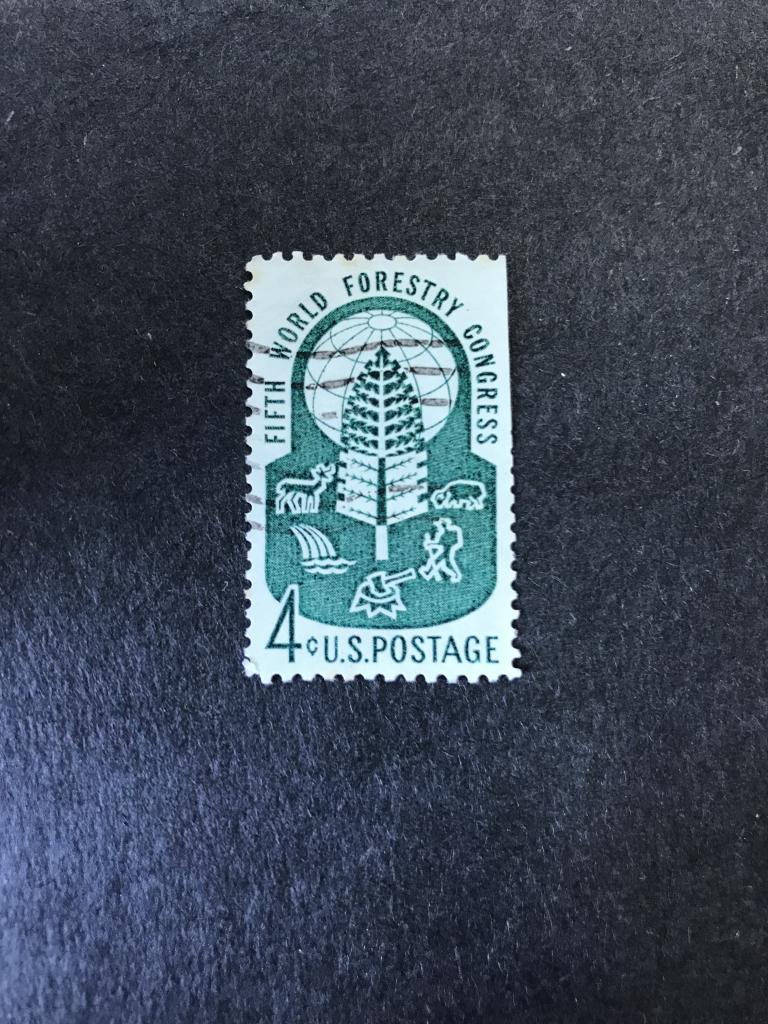 FIFTH WORLD FORESTRY CONGRESS
4¢ U.S. POSTAGE